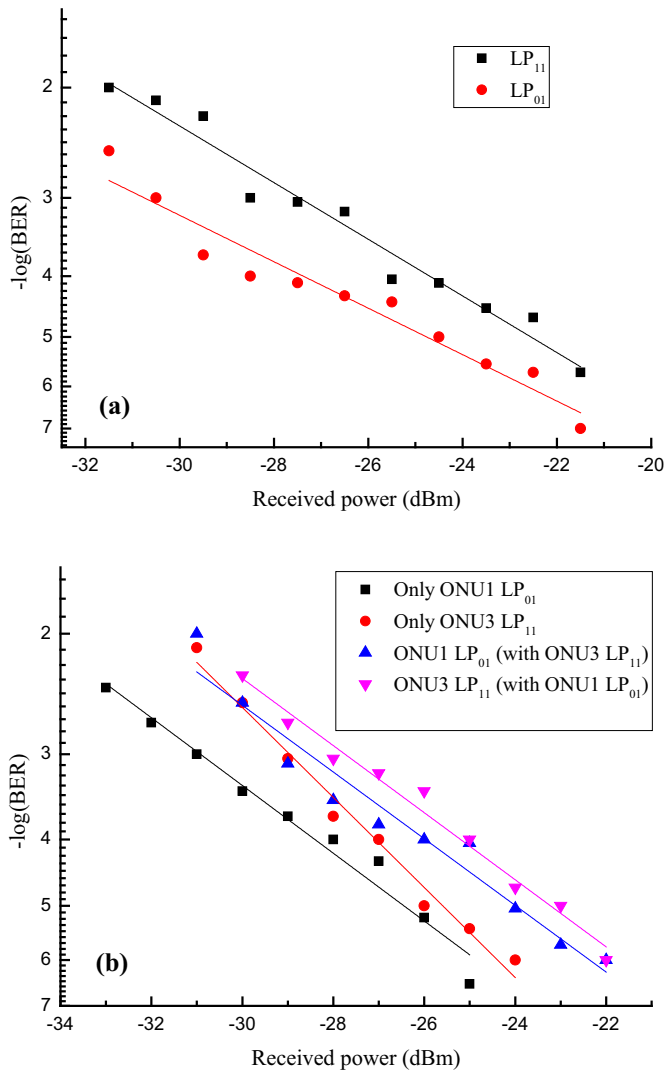 LP₁₁
LP₀₁
2
3
4
5
6
7
-log(BER)
(a)
-32 -30 -28 -26 -24 -22 -20
Received power (dBm)
Only ONU1 LP₀₁
Only ONU3 LP₁₁
ONU1 LP₀₁ (with ONU3 LP₁₁)
ONU3 LP₁₁ (with ONU1 LP₀₁)
2
3
4
5
6
7
-log(BER)
(b)
-34 -32 -30 -28 -26 -24 -22
Received power (dBm)